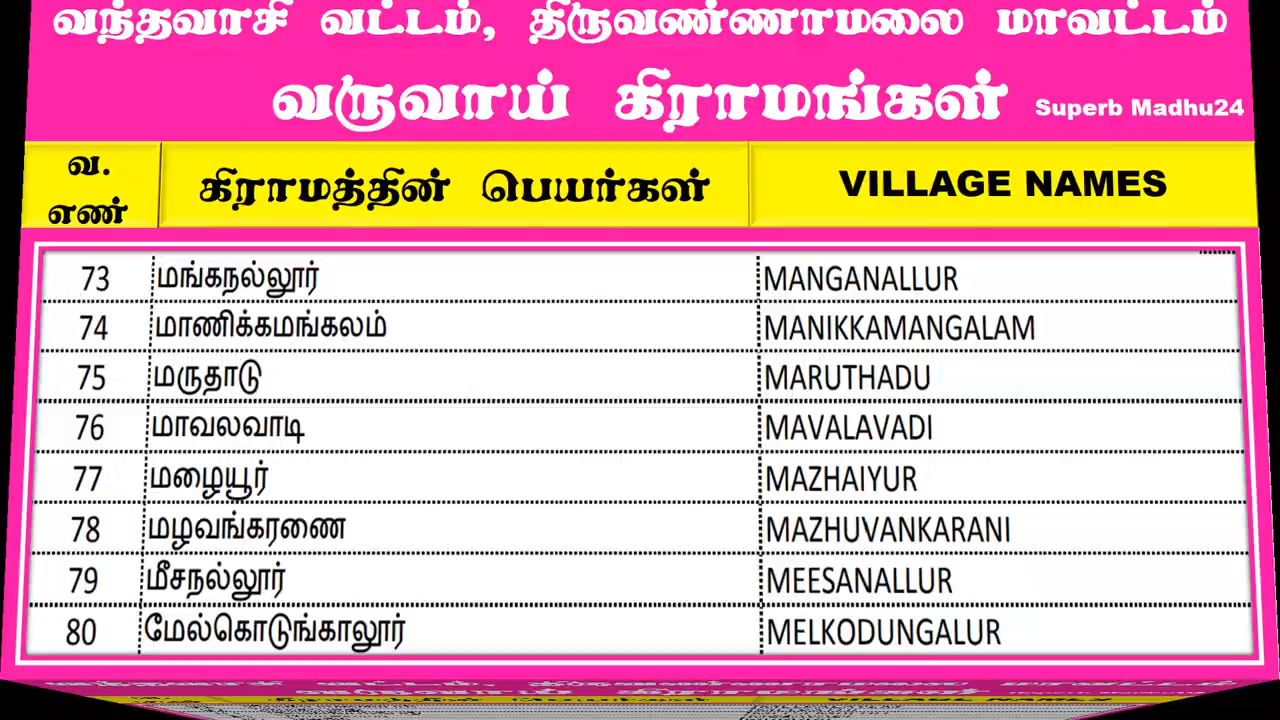 வந்தவாசி வட்டம், திருவண்ணாமலை மாவட்டம்
வருவாய் கிராமங்கள் Superb Madhu24
வ. எண் கிராமத்தின் பெயர்கள் VILLAGE NAMES
73 மங்கநல்லூர் MANGANALLUR
74 மாணிக்கமங்கலம் MANIKKAMANGALAM
75 மருதாடு MARUTHADU
76 மாவலவாடி MAVALAVADI
77 மழையூர் MAZHAIYUR
78 மழவங்கரணை MAZHUVANKARANI
79 மீசநல்லூர் MEESANALLUR
80 மேல்கொடுங்காலூர் MELKODUNGALUR